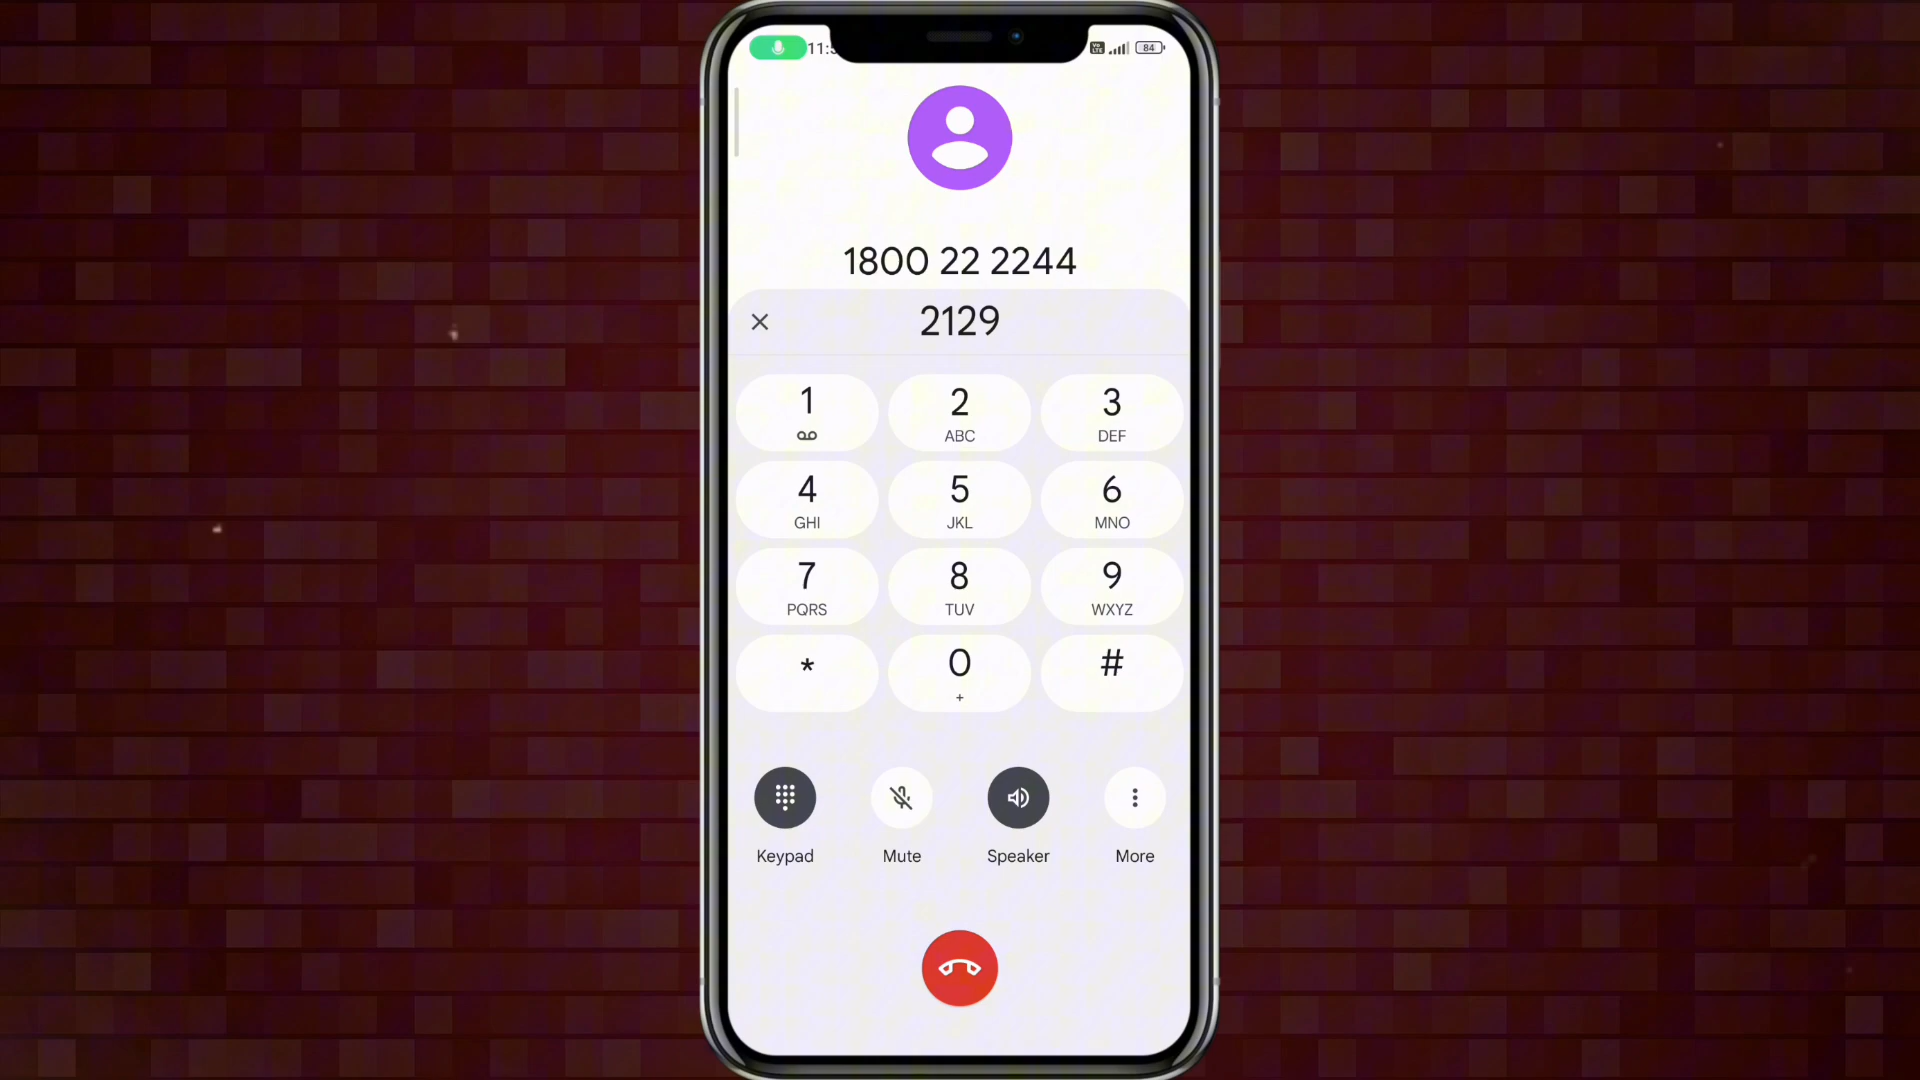 84
1800 22 2244
2129
1
2
ABC
3
DEF
4
GHI
5
JKL
6
MNO
7
PQRS
8
TUV
9
WXYZ
*
0
+
#
Keypad
Mute
Speaker
More